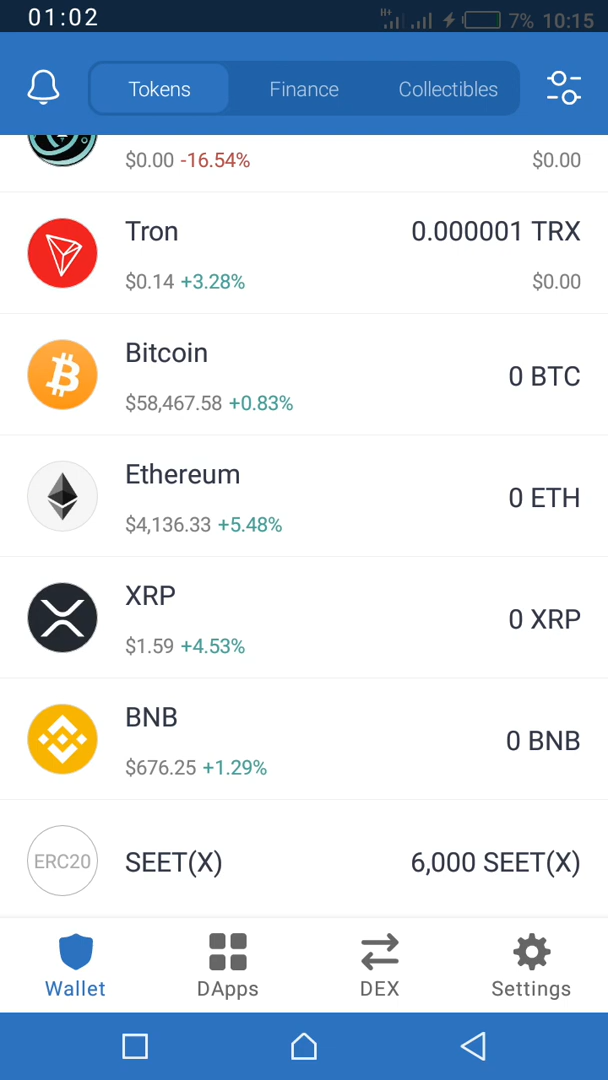 01:02 H+ 7% 10:15
Tokens Finance Collectibles
$0.00 -16.54% $0.00
Tron 0.000001 TRX
$0.14 +3.28% $0.00
Bitcoin
0 BTC
$58,467.58 +0.83%
Ethereum
0 ETH
$4,136.33 +5.48%
XRP
0 XRP
$1.59 +4.53%
BNB
0 BNB
$676.25 +1.29%
ERC20 SEET(X) 6,000 SEET(X)
Wallet DApps DEX Settings